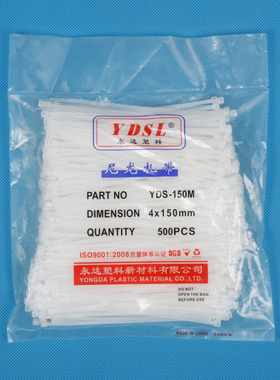 YDSL®
永达塑料
尼龙扎带
PART NO YDS-150M
DIMENSION 4x150mm
QUANTITY 500PCS
ISO9001:2008质量体系认证 SGS
永达塑料新材料有限公司
YONGDA PLASTIC MATERIAL CO.,LTD
DO NOT
OPEN THE BAG
BEFORE USE
MADE IN CHINA